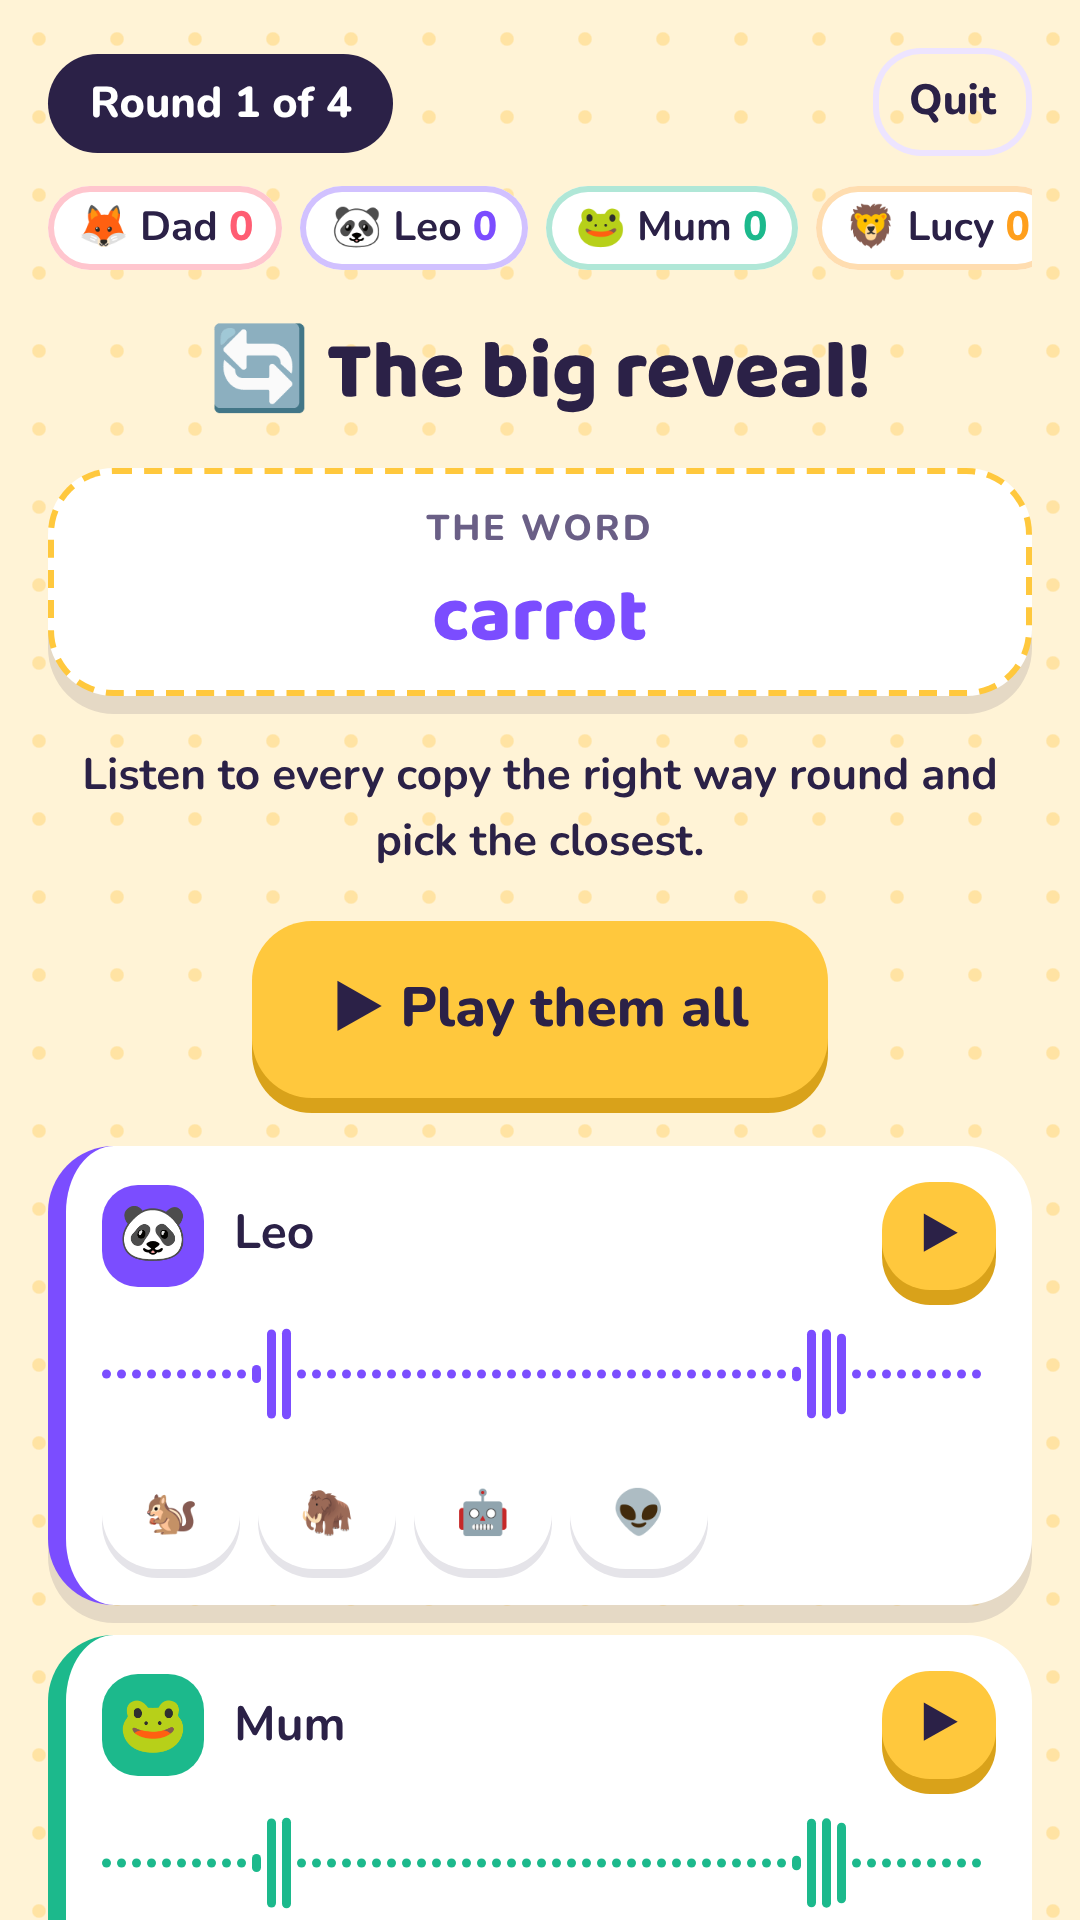 Round 1 of 4
Quit
Dad 0
Leo 0
Mum 0
Lucy 0
The big reveal!
THE WORD
carrot
Listen to every copy the right way round and
pick the closest.
Play them all
Leo
Mum